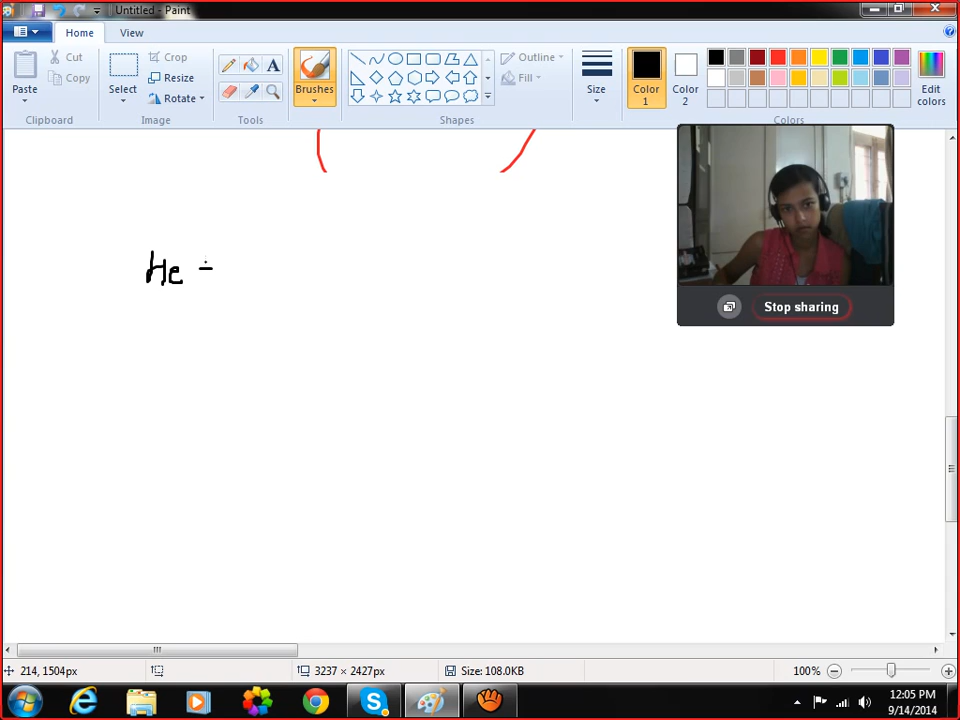 Untitled - Paint
Home View
Cut
Copy
Paste
Clipboard
Select
Crop
Resize
Rotate
Image
A
Tools
Brushes
Outline
Fill
Shapes
Size
Color 1
Color 2
Edit colors
Colors
Stop sharing
He -
214, 1504px
3237 × 2427px
Size: 108.0KB
100%
12:05 PM
9/14/2014